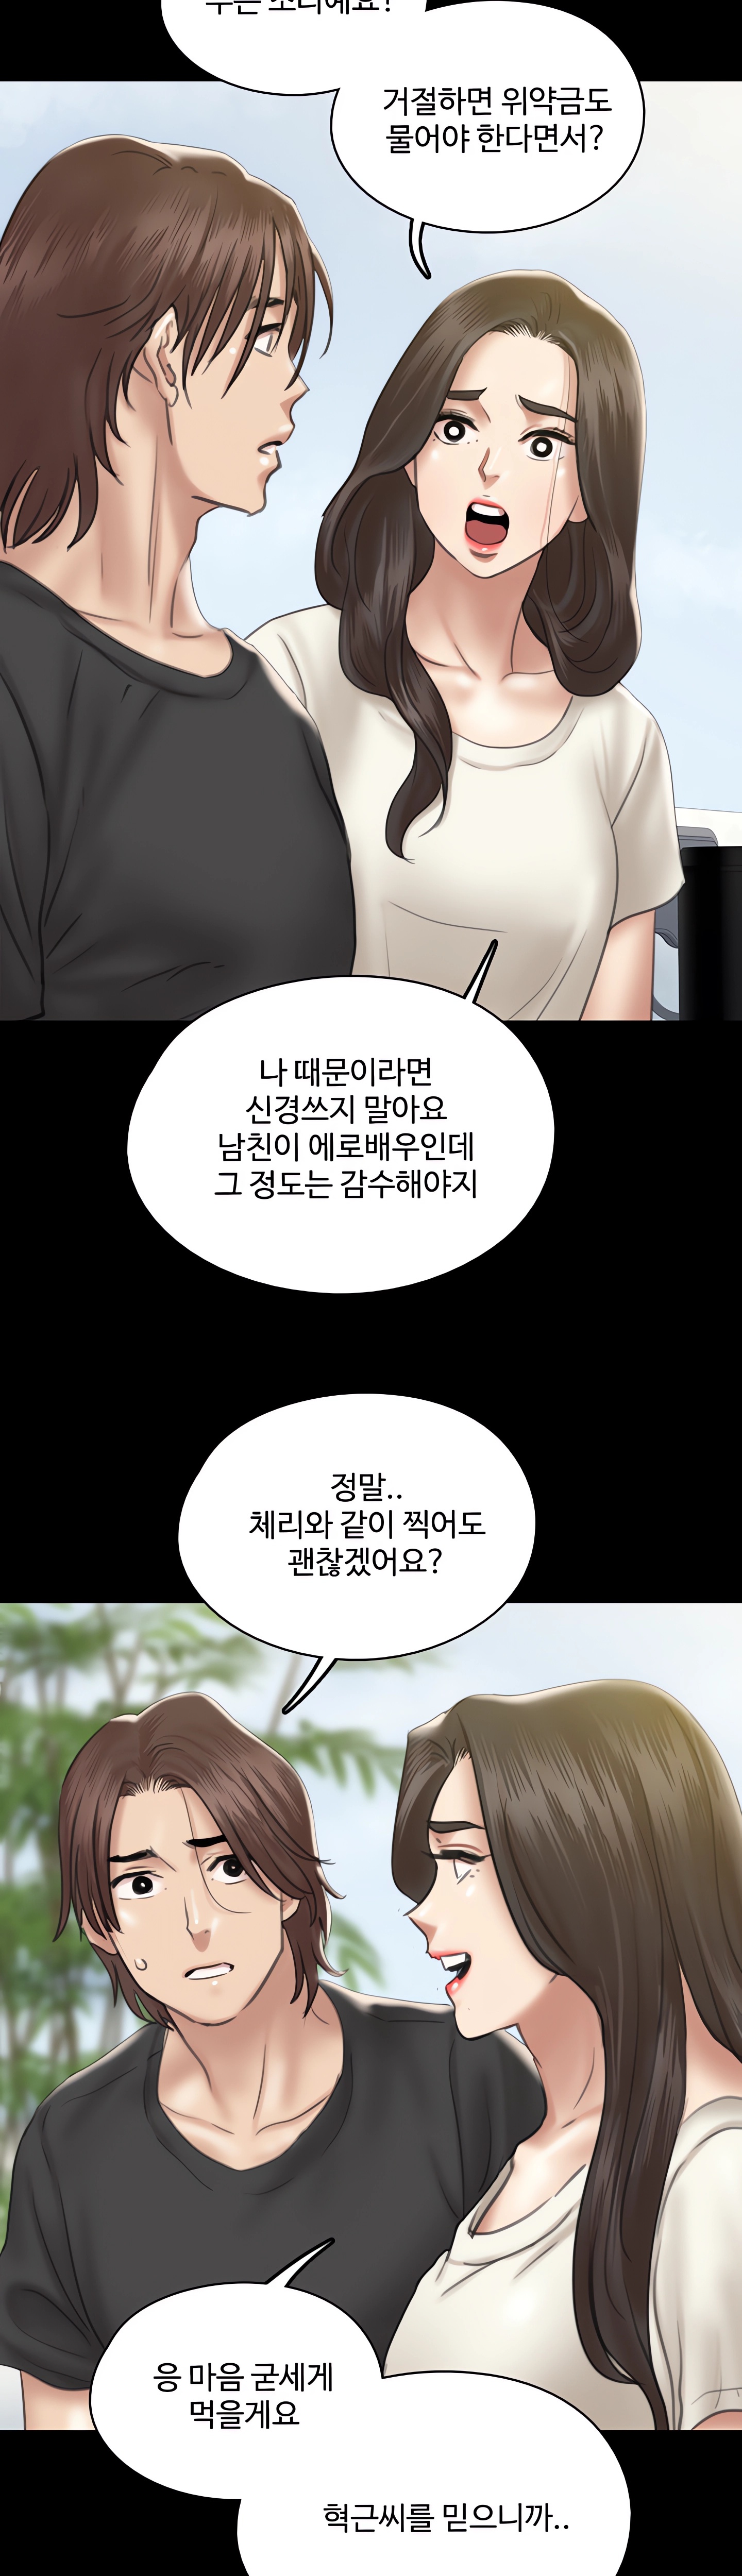 소리예요?
거절하면 위약금도
물어야 한다면서?
나 때문이라면
신경쓰지 말아요
남친이 에로배우인데
그 정도는 감수해야지
정말..
체리와 같이 찍어도
괜찮겠어요?
응 마음 굳세게
먹을게요
혁근씨를 믿으니까..